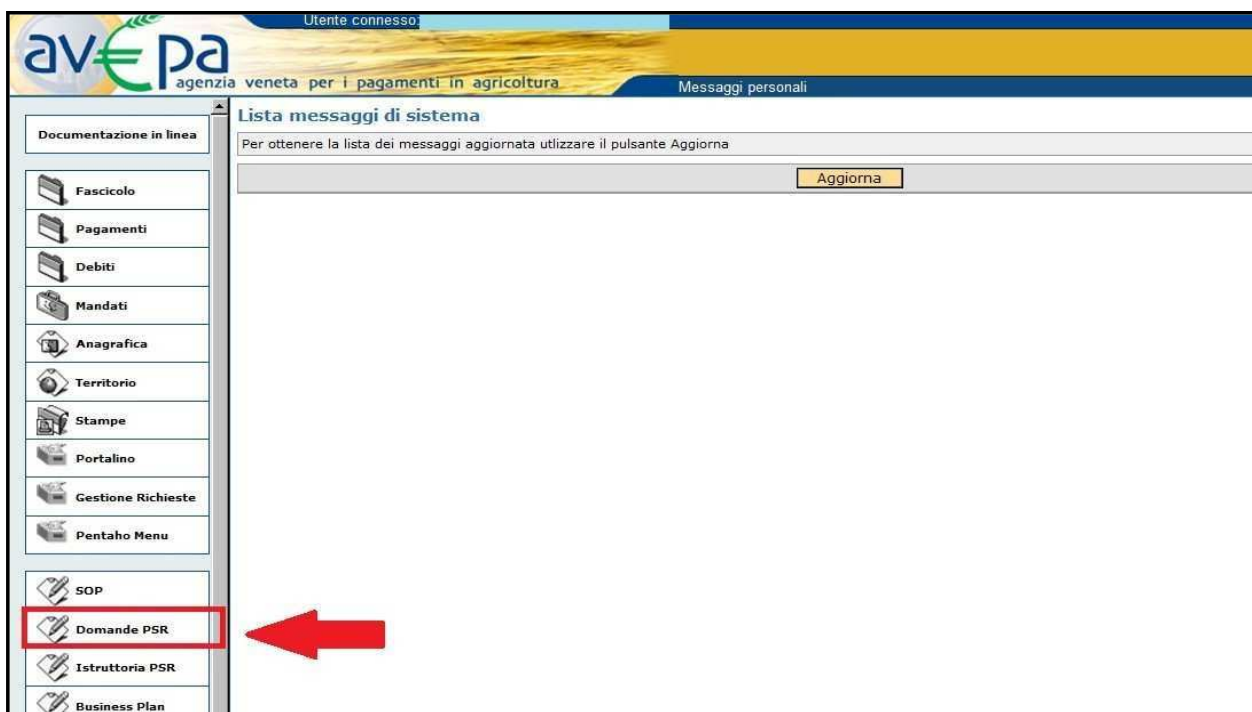 Utente connesso:
av€pa
agenzia veneta per i pagamenti in agricoltura
Messaggi personali
Documentazione in linea
Fascicolo
Pagamenti
Debiti
Mandati
Anagrafica
Territorio
Stampe
Portalino
Gestione Richieste
Pentaho Menu
SOP
Domande PSR
Istruttoria PSR
Business Plan
Lista messaggi di sistema
Per ottenere la lista dei messaggi aggiornata utlizzare il pulsante Aggiorna
Aggiorna